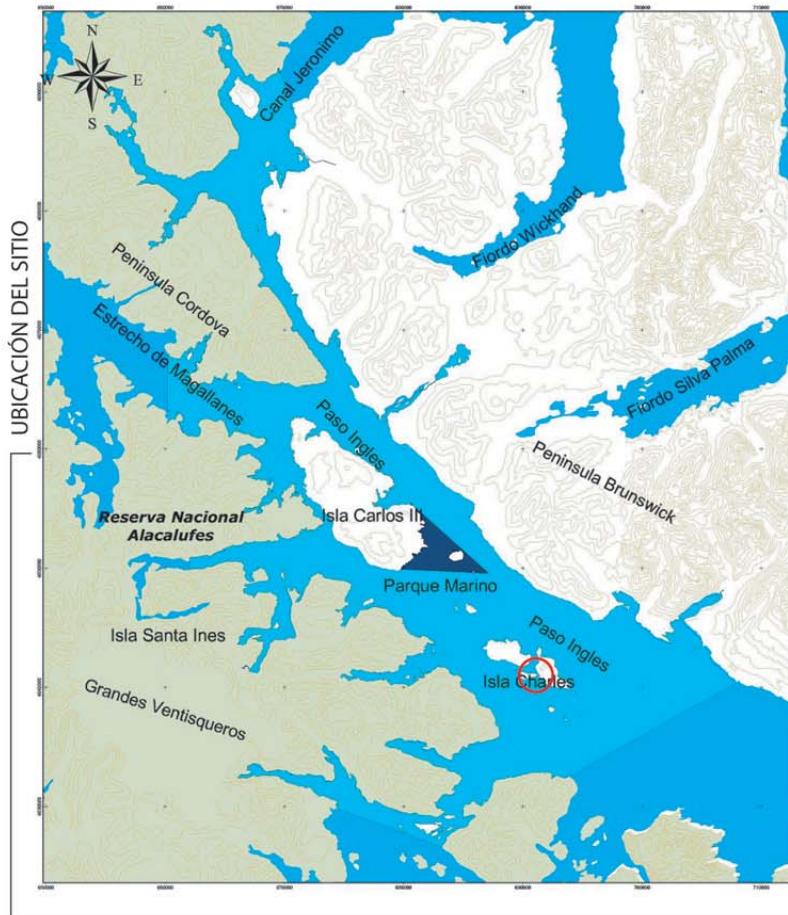 UBICACIÓN DEL SITIO
N
W
E
S
Canal Jeronimo
Fiordo Wickhand
Peninsula Cordova
Estrecho de Magallanes
Fiordo Silva Palma
Paso Ingles
Peninsula Brunswick
Isla Carlos III
Reserva Nacional
Alacalufes
Parque Marino
Isla Santa Ines
Paso Ingles
Isla Charles
Grandes Ventisqueros